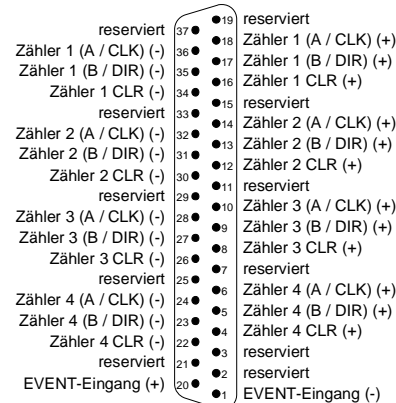 reserviert 37
Zähler 1 (A / CLK) (-) 36
Zähler 1 (B / DIR) (-) 35
Zähler 1 CLR (-) 34
reserviert 33
Zähler 2 (A / CLK) (-) 32
Zähler 2 (B / DIR) (-) 31
Zähler 2 CLR (-) 30
reserviert 29
Zähler 3 (A / CLK) (-) 28
Zähler 3 (B / DIR) (-) 27
Zähler 3 CLR (-) 26
reserviert 25
Zähler 4 (A / CLK) (-) 24
Zähler 4 (B / DIR) (-) 23
Zähler 4 CLR (-) 22
reserviert 21
EVENT-Eingang (+) 20
19 reserviert
18 Zähler 1 (A / CLK) (+)
17 Zähler 1 (B / DIR) (+)
16 Zähler 1 CLR (+)
15 reserviert
14 Zähler 2 (A / CLK) (+)
13 Zähler 2 (B / DIR) (+)
12 Zähler 2 CLR (+)
11 reserviert
10 Zähler 3 (A / CLK) (+)
9 Zähler 3 (B / DIR) (+)
8 Zähler 3 CLR (+)
7 reserviert
6 Zähler 4 (A / CLK) (+)
5 Zähler 4 (B / DIR) (+)
4 Zähler 4 CLR (+)
3 reserviert
2 reserviert
1 EVENT-Eingang (-)